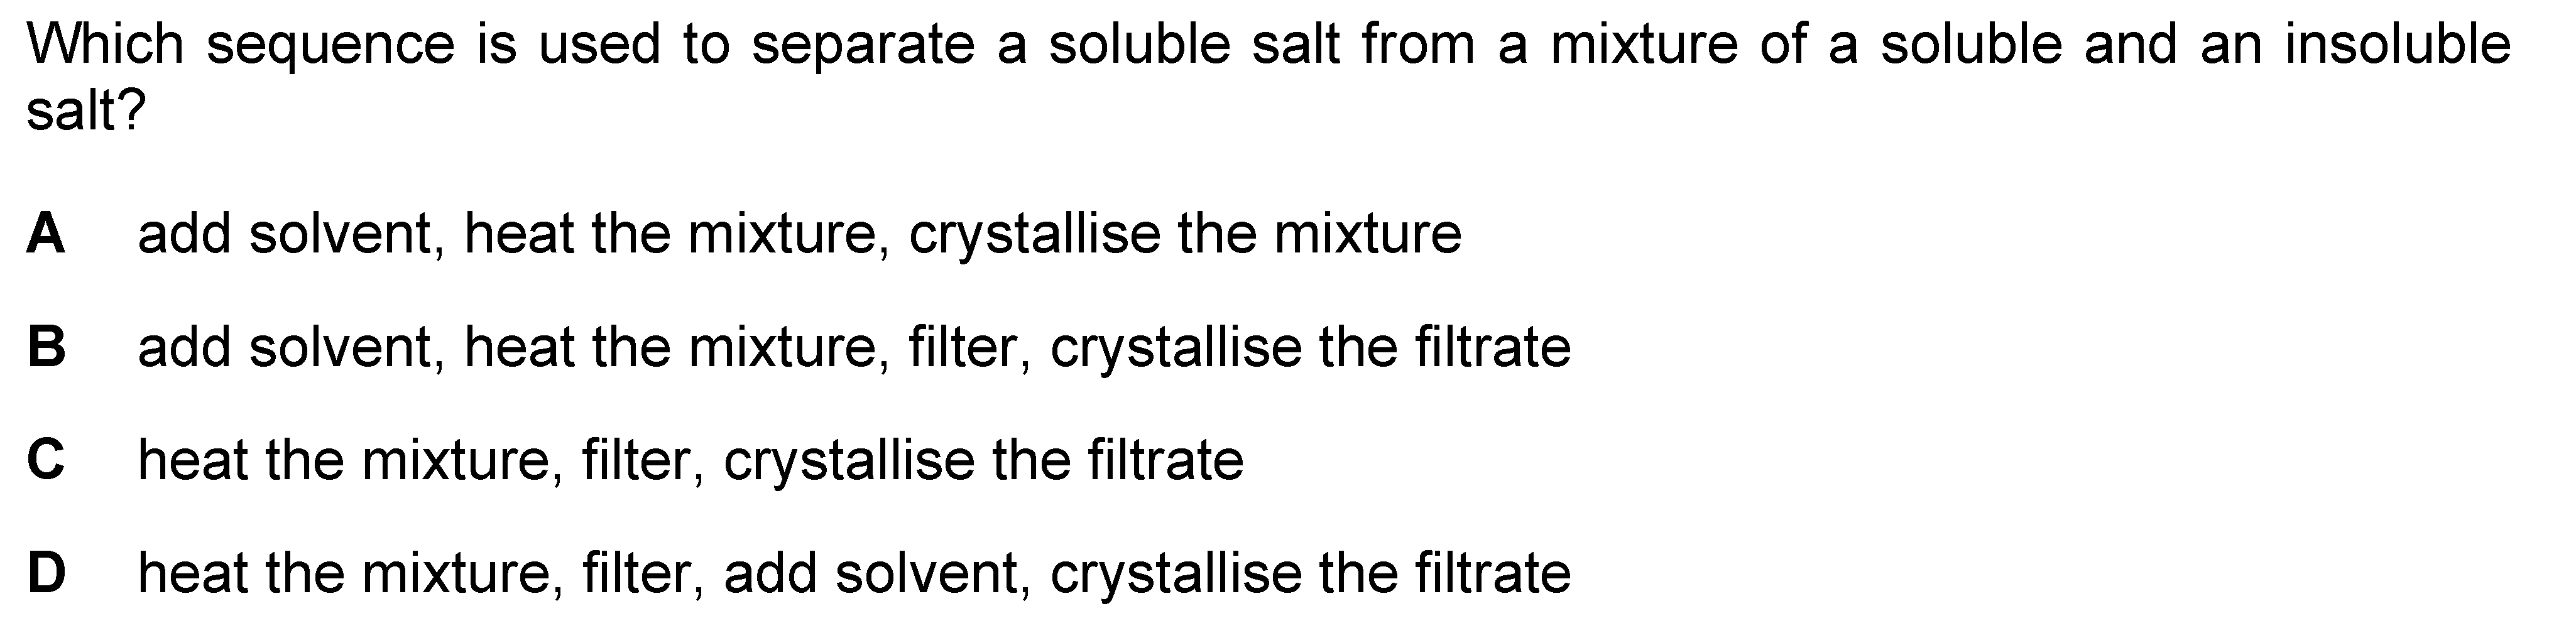 Which sequence is used to separate a soluble salt from a mixture of a soluble and an insoluble
salt?
A add solvent, heat the mixture, crystallise the mixture
B add solvent, heat the mixture, filter, crystallise the filtrate
C heat the mixture, filter, crystallise the filtrate
D heat the mixture, filter, add solvent, crystallise the filtrate